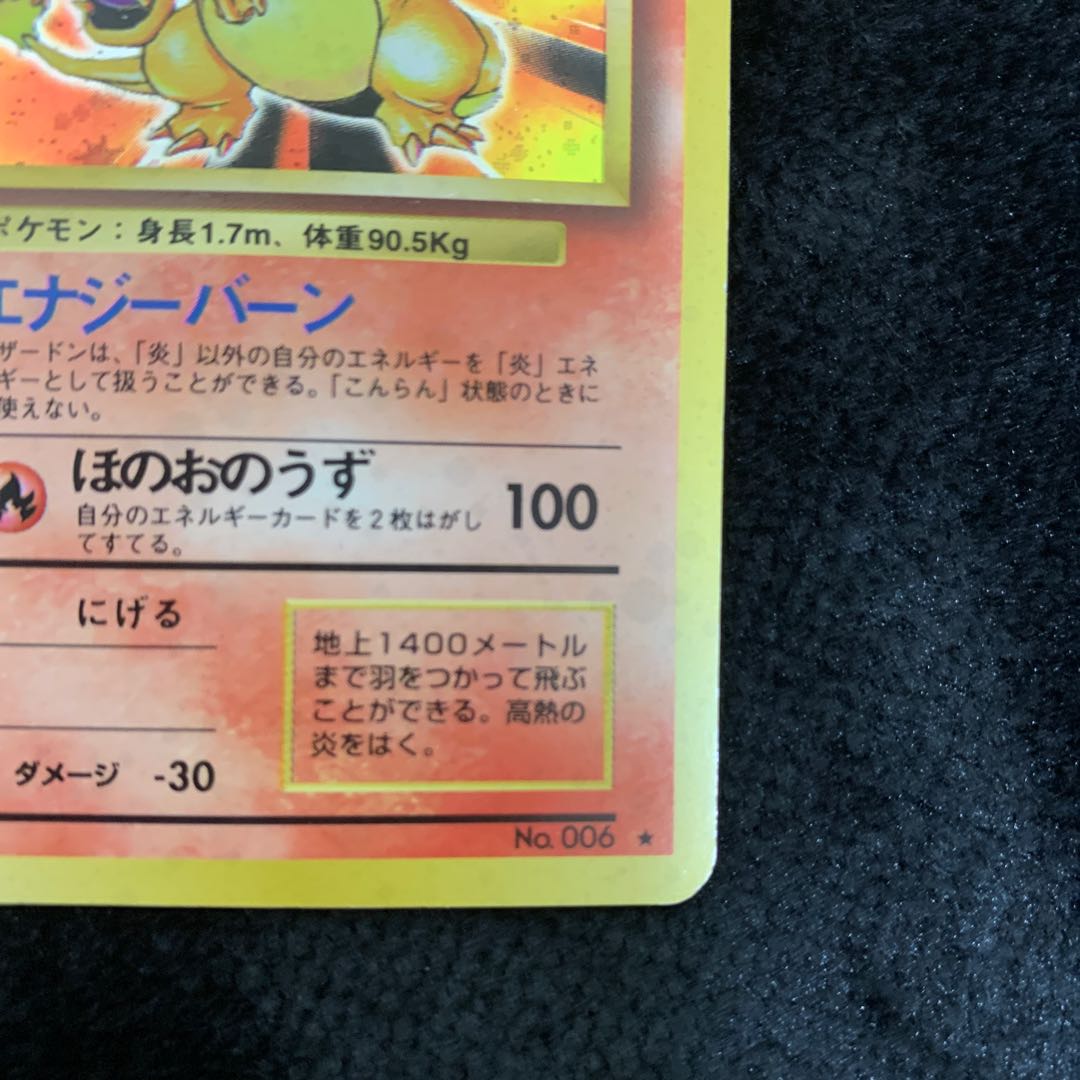 ポケモン：身長1.7m、体重90.5Kg
エナジーバーン
ザードンは、「炎」以外の自分のエネルギーを「炎」エネ
ギーとして扱うことができる。「こんらん」状態のときに
使えない。
ほのおのうず
100
自分のエネルギーカードを2枚はがし
てすてる。
にげる
地上1400メートル
まで羽をつかって飛ぶ
ことができる。高熱の
炎をはく。
ダメージ -30
No. 006 ★